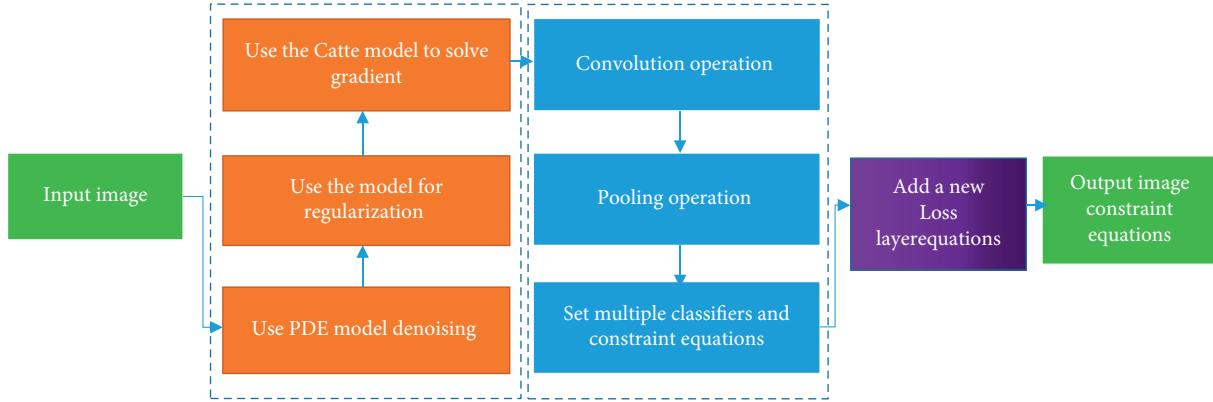 Input image
Use the Catte model to solve
gradient
Use the model for
regularization
Use PDE model denoising
Convolution operation
Pooling operation
Set multiple classifiers and
constraint equations
Add a new
Loss
layerequations
Output image
constraint
equations